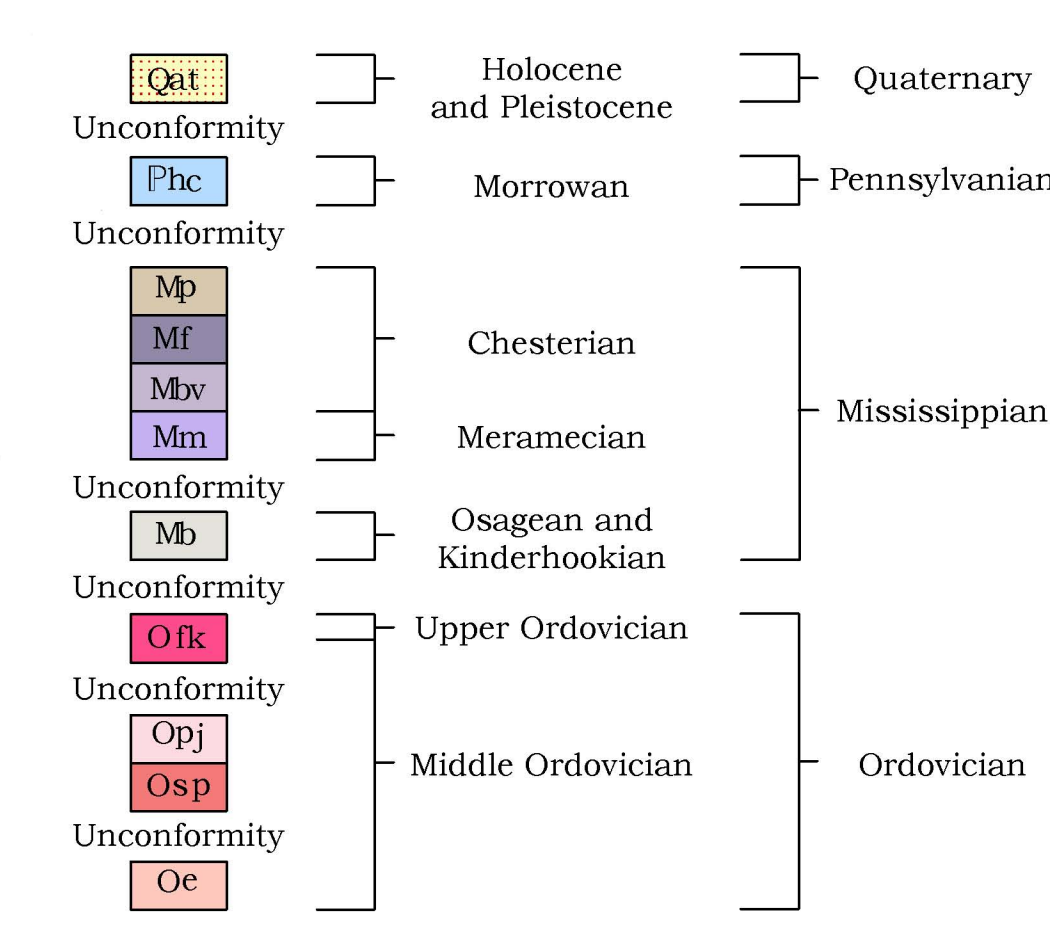 Qat
Holocene
and Pleistocene
Quaternary
Unconformity
ℙhc
Morrowan
Pennsylvanian
Unconformity
Mp
Mf
Chesterian
Mbv
Mississippian
Mm
Meramecian
Unconformity
Mb
Osagean and
Kinderhookian
Unconformity
Ofk
Upper Ordovician
Unconformity
Opj
Middle Ordovician
Ordovician
Osp
Unconformity
Oe